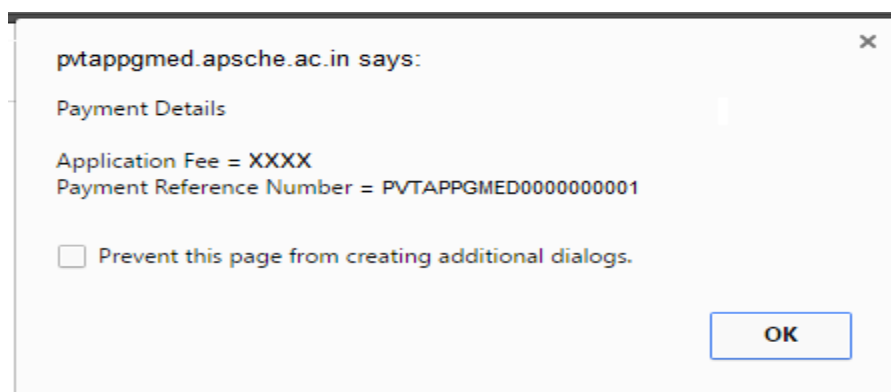 pvtappgmed.apsche.ac.in says:
Payment Details
Application Fee = XXXX
Payment Reference Number = PVTAPPGMED0000000001
Prevent this page from creating additional dialogs.
OK